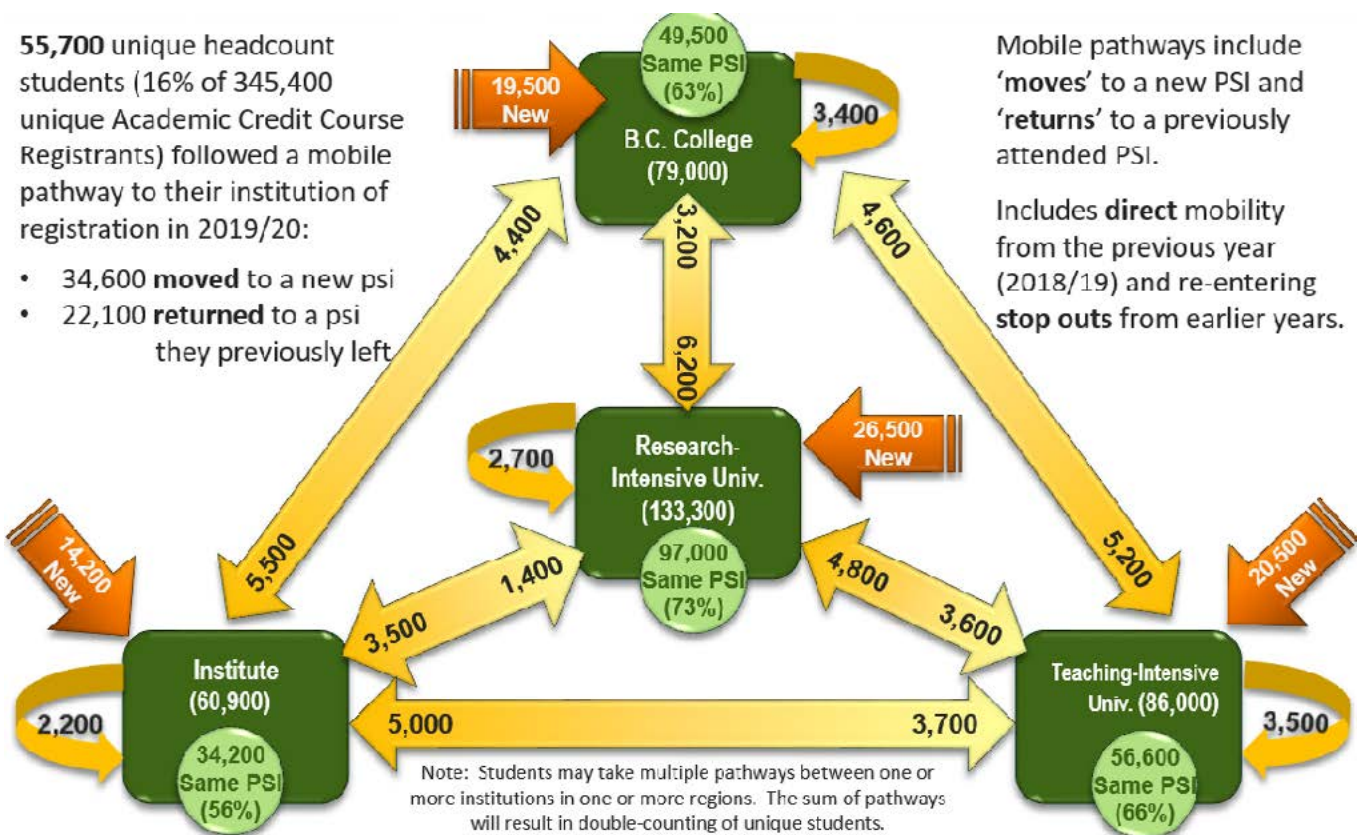 55,700 unique headcount
students (16% of 345,400
unique Academic Credit Course
Registrants) followed a mobile
pathway to their institution of
registration in 2019/20:
• 34,600 moved to a new psi
• 22,100 returned to a psi
they previously left
49,500
Same PSI
(63%)
19,500
New
B.C. College
(79,000)
3,400
Mobile pathways include
‘moves’ to a new PSI and
‘returns’ to a previously
attended PSI.
Includes direct mobility
from the previous year
(2018/19) and re-entering
stop outs from earlier years.
4,400
5,500
3,200
6,200
4,600
5,200
2,700
Research-
Intensive Univ.
(133,300)
97,000
Same PSI
(73%)
26,500
New
14,200
New
20,500
New
1,400
3,500
4,800
3,600
Institute
(60,900)
2,200
34,200
Same PSI
(56%)
5,000
3,700
Teaching-Intensive
Univ. (86,000)
3,500
56,600
Same PSI
(66%)
Note: Students may take multiple pathways between one or
more institutions in one or more regions. The sum of pathways
will result in double-counting of unique students.